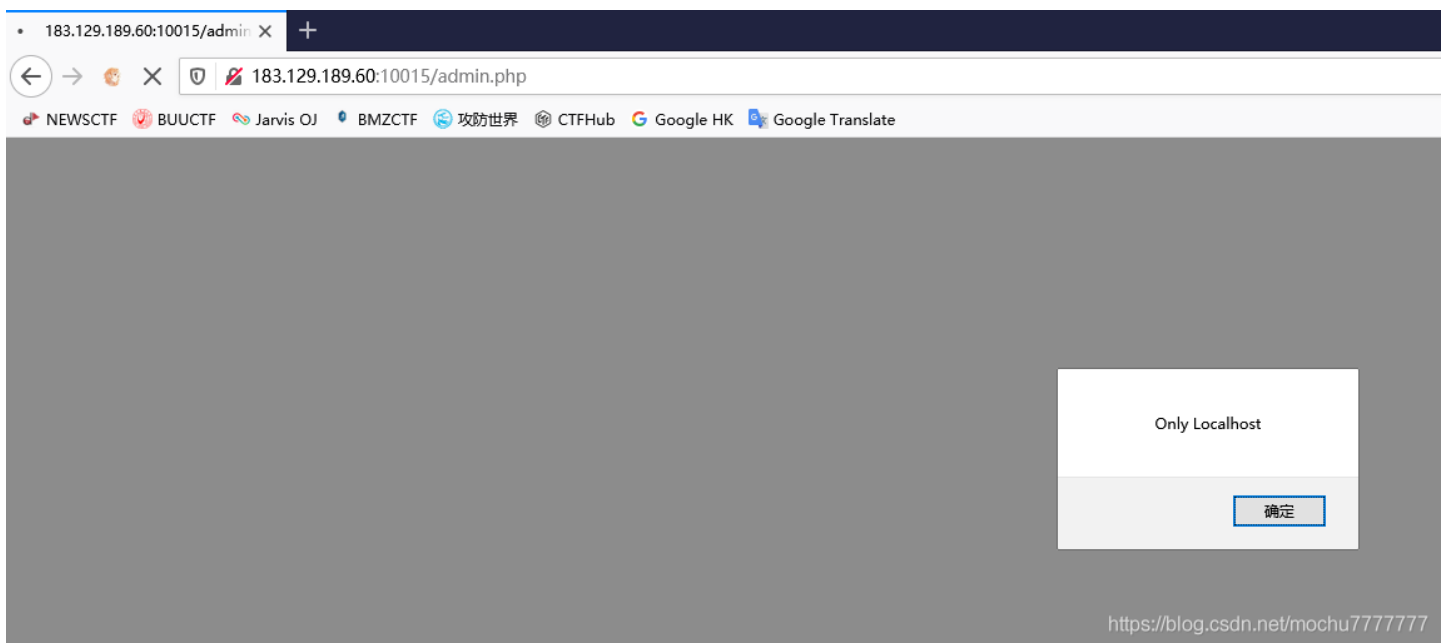 183.129.189.60:10015/admin
183.129.189.60:10015/admin.php
NEWSCTF BUUCTF Jarvis OJ BMZCTF 攻防世界 CTFHub Google HK Google Translate
Only Localhost
确定
https://blog.csdn.net/mochu7777777